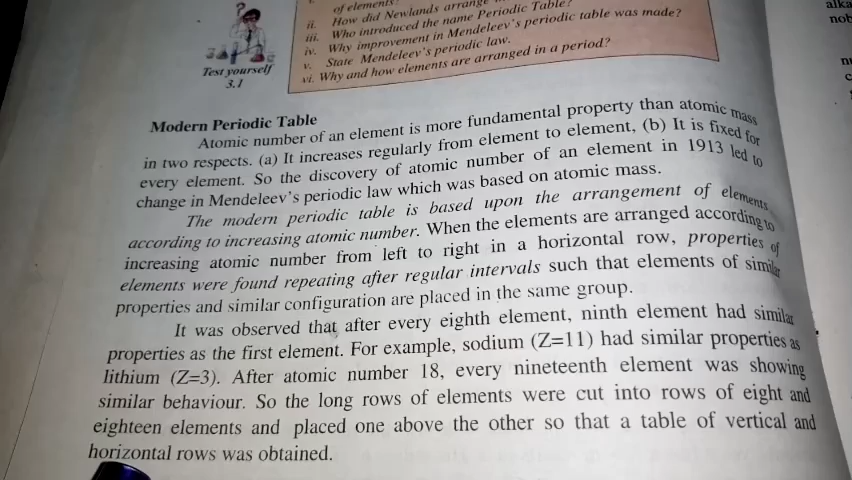 of elements?
ii. How did Newlands arrange
iii. Who introduced the name Periodic Table?
iv. Why improvement in Mendeleev's periodic table was made?
v. State Mendeleev's periodic law.
vi. Why and how elements are arranged in a period?
Test yourself
3.1
Modern Periodic Table
Atomic number of an element is more fundamental property than atomic mass
in two respects. (a) It increases regularly from element to element, (b) It is fixed for
every element. So the discovery of atomic number of an element in 1913 led to
change in Mendeleev's periodic law which was based on atomic mass.
The modern periodic table is based upon the arrangement of elements
according to increasing atomic number. When the elements are arranged according to
increasing atomic number from left to right in a horizontal row, properties of
elements were found repeating after regular intervals such that elements of similar
properties and similar configuration are placed in the same group.
It was observed that after every eighth element, ninth element had similar
properties as the first element. For example, sodium (Z=11) had similar properties as
lithium (Z=3). After atomic number 18, every nineteenth element was showing
similar behaviour. So the long rows of elements were cut into rows of eight and
eighteen elements and placed one above the other so that a table of vertical and
horizontal rows was obtained.
alka